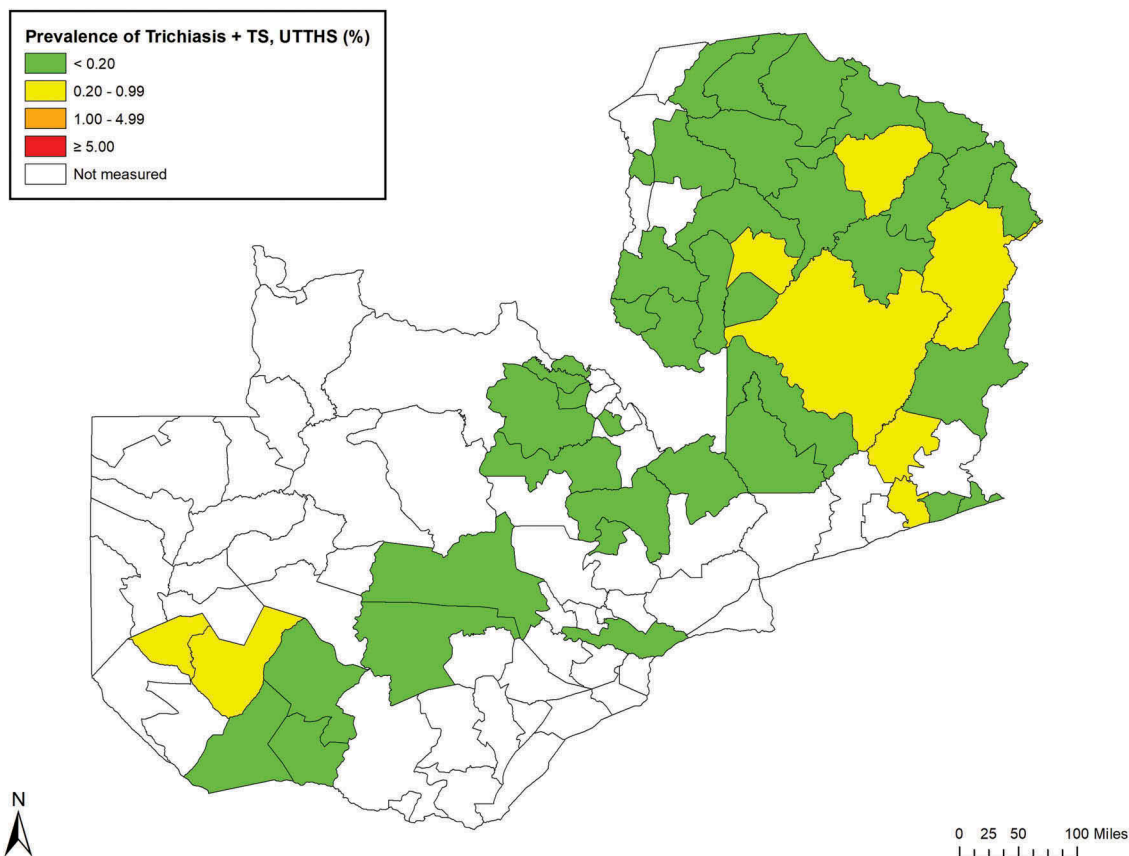 Prevalence of Trichiasis + TS, UTTHS (%)
< 0.20
0.20 - 0.99
1.00 - 4.99
≥ 5.00
Not measured
N
0 25 50 100 Miles